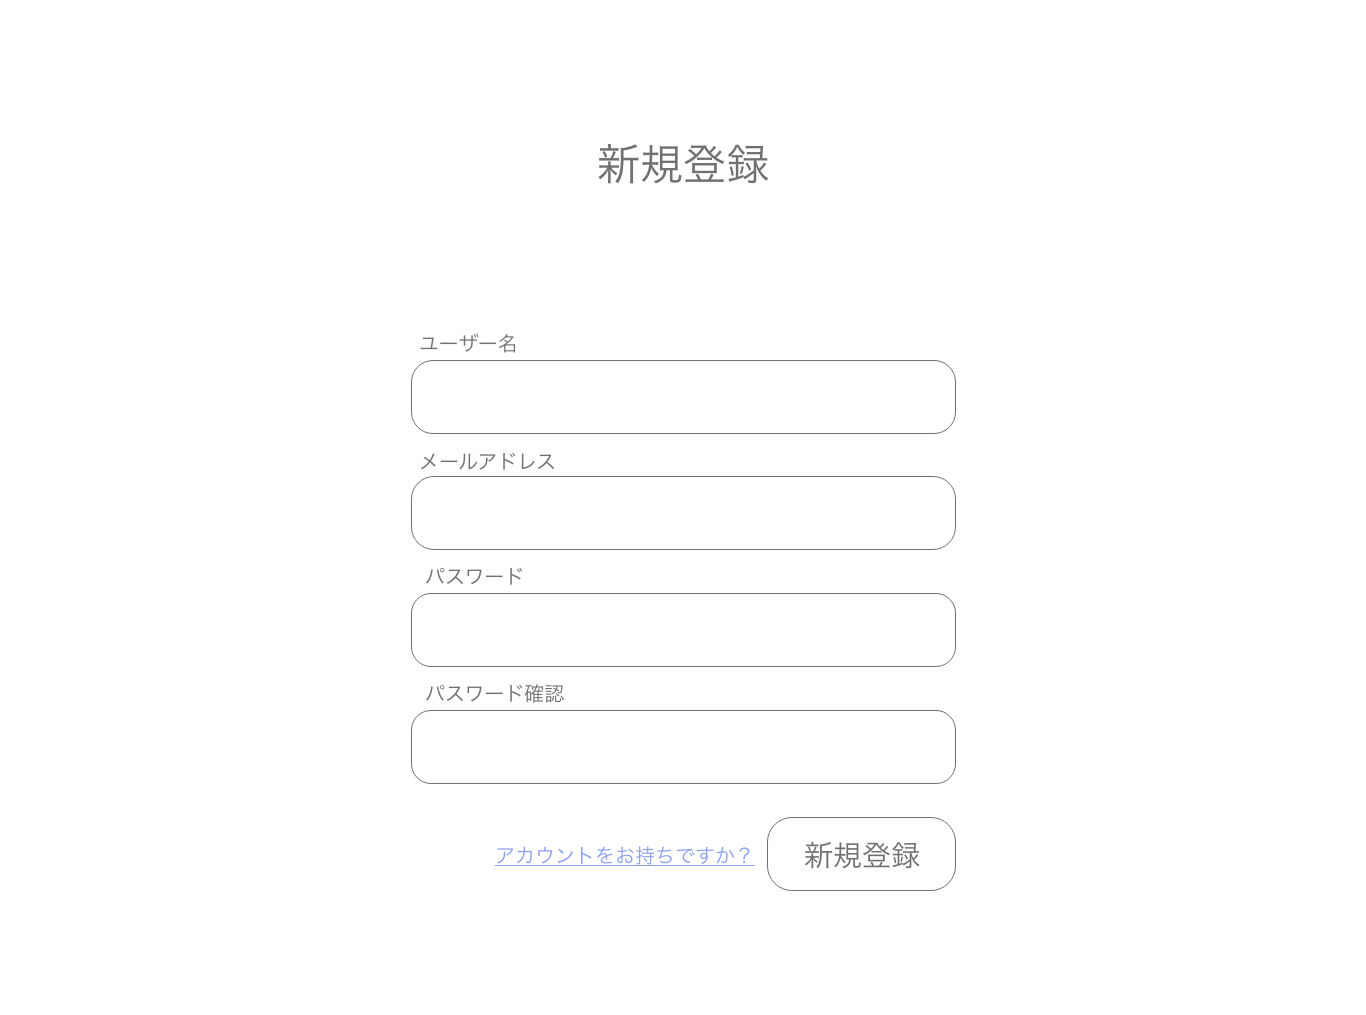 新規登録
ユーザー名
メールアドレス
パスワード
パスワード確認
アカウントをお持ちですか？
新規登録